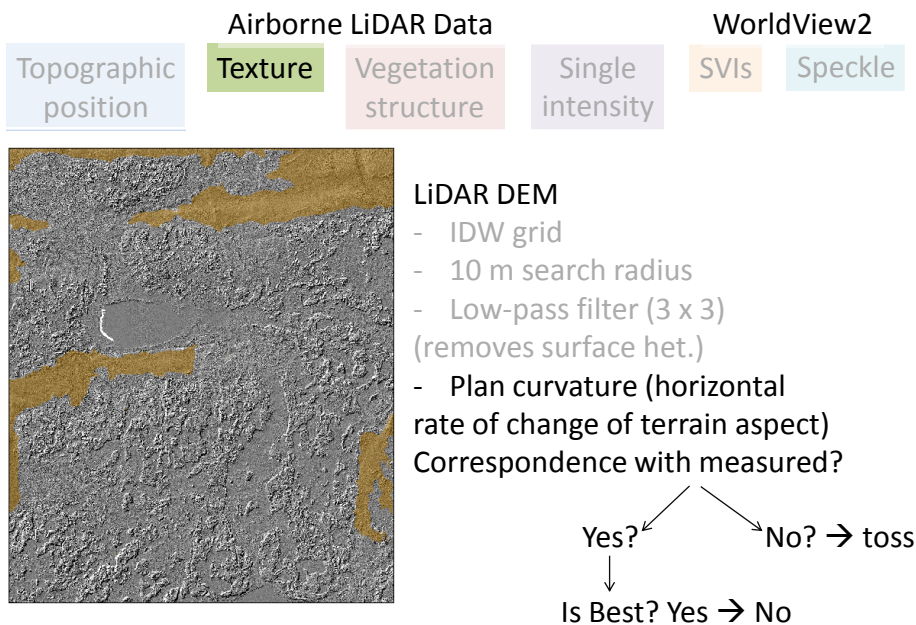 Airborne LiDAR Data
WorldView2
Topographic
position
Texture
Vegetation
structure
Single
intensity
SVIs
Speckle
LiDAR DEM
- IDW grid
- 10 m search radius
- Low-pass filter (3 x 3)
(removes surface het.)
- Plan curvature (horizontal
rate of change of terrain aspect)
Correspondence with measured?
Yes?
No? → toss
Is Best? Yes → No